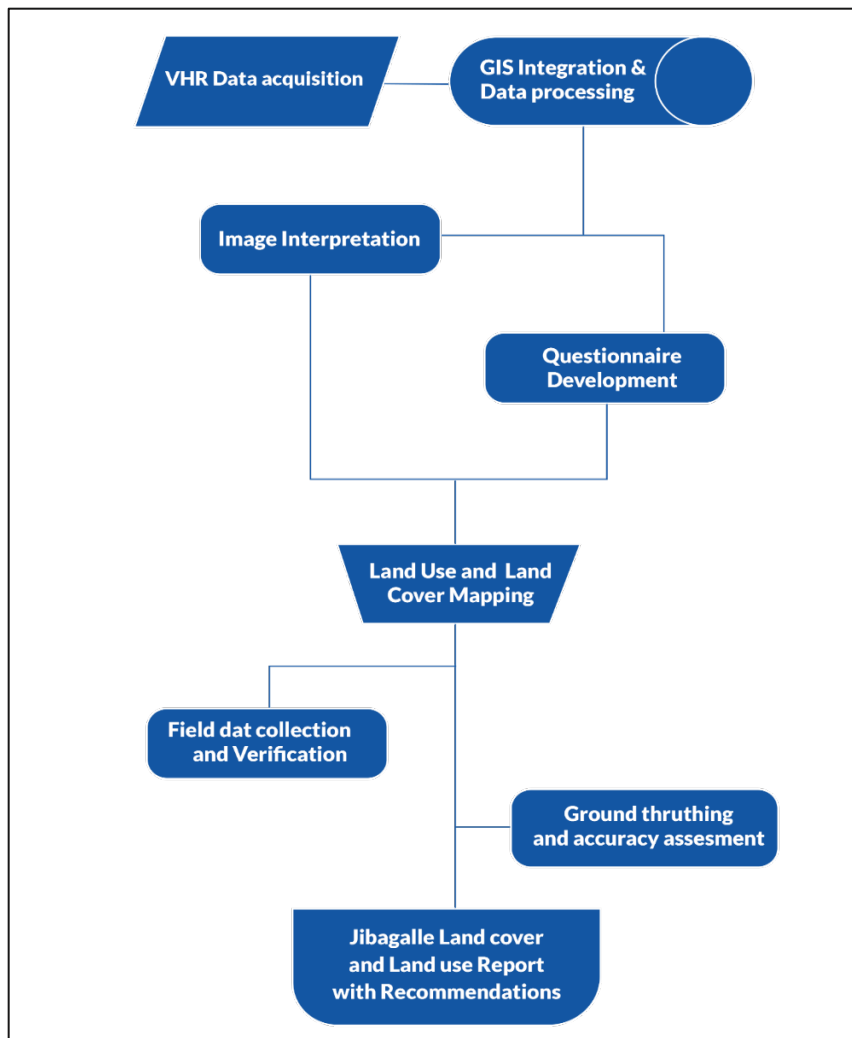 VHR Data acquisition
GIS Integration &
Data processing
Image Interpretation
Questionnaire
Development
Land Use and Land
Cover Mapping
Field dat collection
and Verification
Ground thruthing
and accuracy assesment
Jibagalle Land cover
and Land use Report
with Recommendations